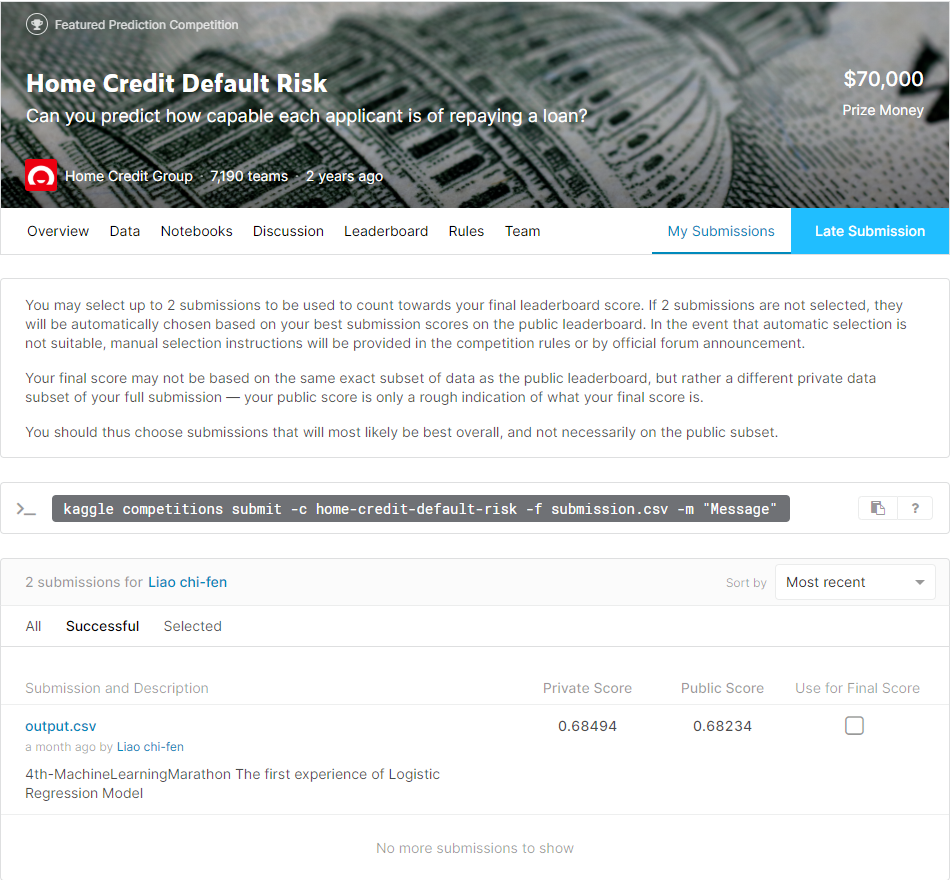 Featured Prediction Competition
Home Credit Default Risk
$70,000
Can you predict how capable each applicant is of repaying a loan?
Prize Money
Home Credit Group · 7,190 teams · 2 years ago
Overview Data Notebooks Discussion Leaderboard Rules Team My Submissions Late Submission
You may select up to 2 submissions to be used to count towards your final leaderboard score. If 2 submissions are not selected, they
will be automatically chosen based on your best submission scores on the public leaderboard. In the event that automatic selection is
not suitable, manual selection instructions will be provided in the competition rules or by official forum announcement.
Your final score may not be based on the same exact subset of data as the public leaderboard, but rather a different private data
subset of your full submission — your public score is only a rough indication of what your final score is.
You should thus choose submissions that will most likely be best overall, and not necessarily on the public subset.
>_ kaggle competitions submit -c home-credit-default-risk -f submission.csv -m "Message" ?
2 submissions for Liao chi-fen Sort by Most recent
All Successful Selected
Submission and Description Private Score Public Score Use for Final Score
output.csv 0.68494 0.68234
a month ago by Liao chi-fen
4th-MachineLearningMarathon The first experience of Logistic
Regression Model
No more submissions to show